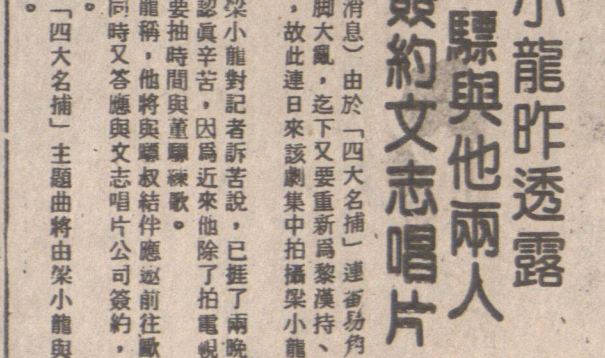 小龍昨透露
驃與他兩人
簽約文志唱片
消息）由於「四大名捕」連番易角
脚大亂，迄下又要重新爲黎漢持、
，故此連日來該劇集中拍攝梁小龍
梁小龍對記者訴苦說，已捱了兩晚
認眞辛苦，因爲近來他除了拍電視
要抽時間與董驃練歌。
龍稱，他將與驃叔結伴應邀前往歐
同時又答應與文志唱片公司簽約，
。
「四大名捕」主題曲將由梁小龍與
。